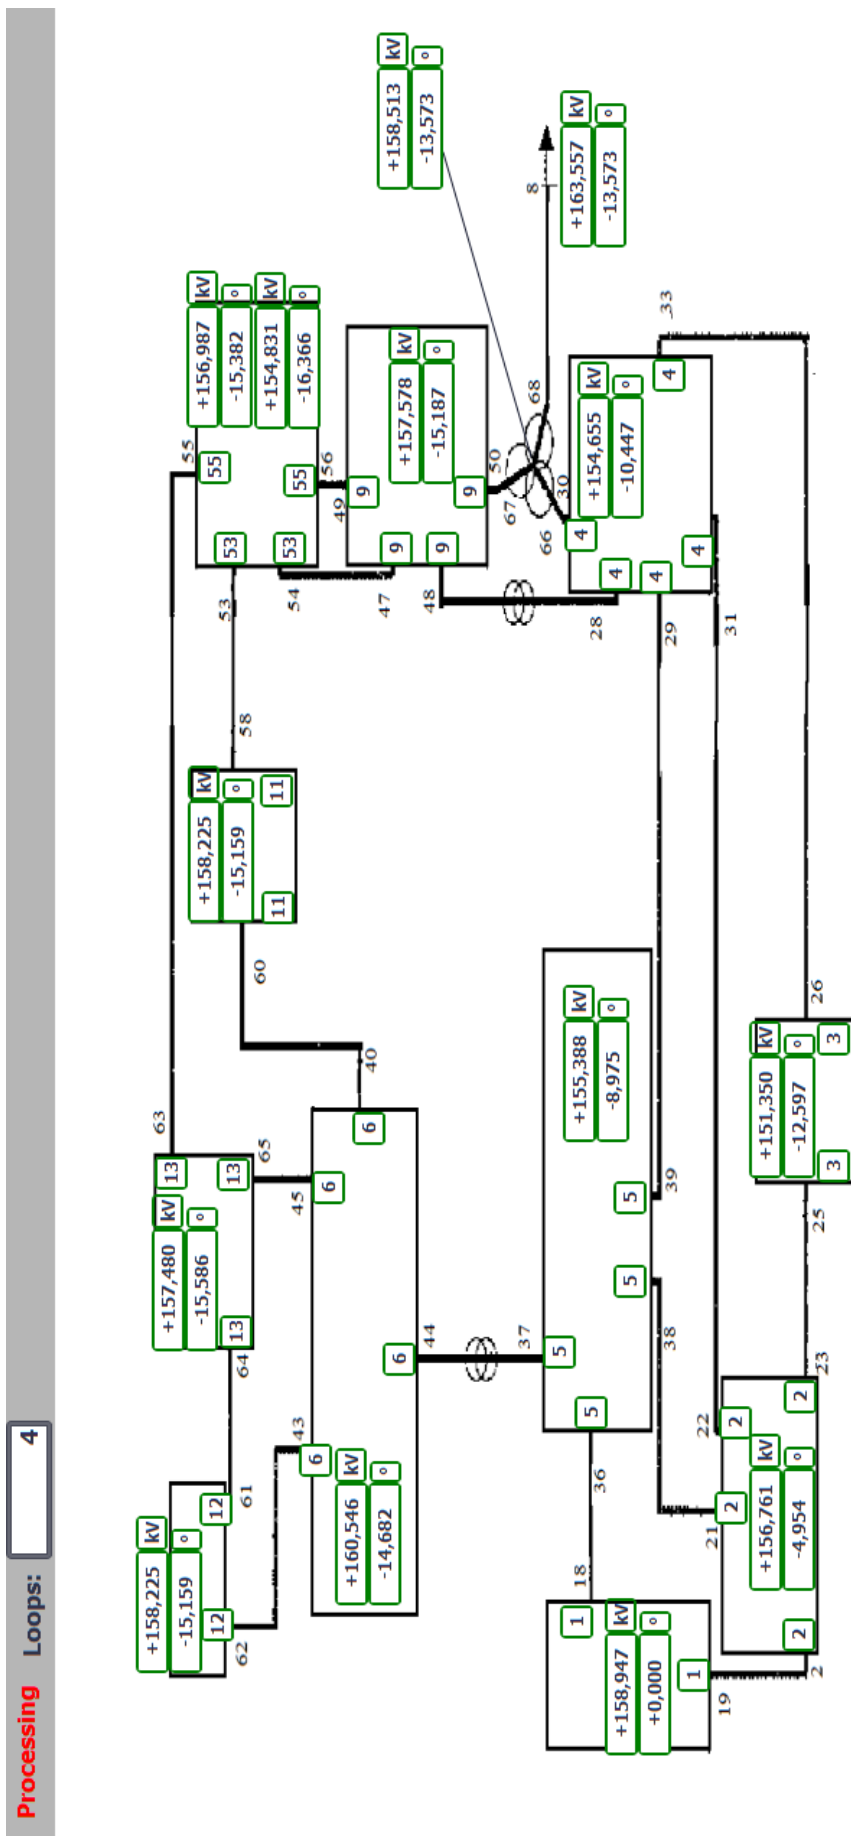 Processing Loops: 4
+158,225 kV
-15,159 °
12 12
62 61
+157,480 kV
-15,586 °
13 13 13
64 63 65
+158,225 kV
-15,159 °
11 11
60 58
+156,987 kV
-15,382 °
+154,831 kV
-16,366 °
55
55
53
53
55
53 54 56
+160,546 kV
-14,682 °
6 6 6 6
43 45 40 44
+157,578 kV
-15,187 °
9
9
9
9
49 47 48 50
+158,513 kV
-13,573 °
67 66 68 30
8
+163,557 kV
-13,573 °
+158,947 kV
+0,000 °
1 1
18 19
+155,388 kV
-8,975 °
5 5 5 5
37 36 38 39
+154,655 kV
-10,447 °
4
4
4
4
4
28 29 31 33
+156,761 kV
-4,954 °
2 2 2 2
21 22 23 2
+151,350 kV
-12,597 °
3 3
25 26